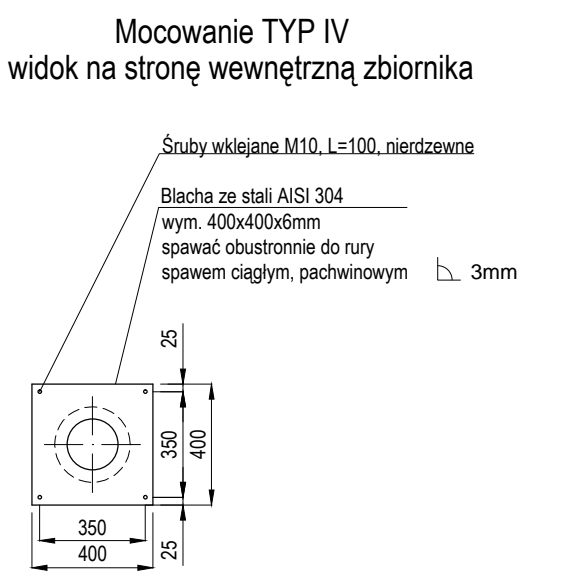 Mocowanie TYP IV
widok na stronę wewnętrzną zbiornika
Śruby wklejane M10, L=100, nierdzewne
Blacha ze stali AISI 304
wym. 400x400x6mm
spawać obustronnie do rury
spawem ciągłym, pachwinowym 3mm
25
350
400
350
400
25